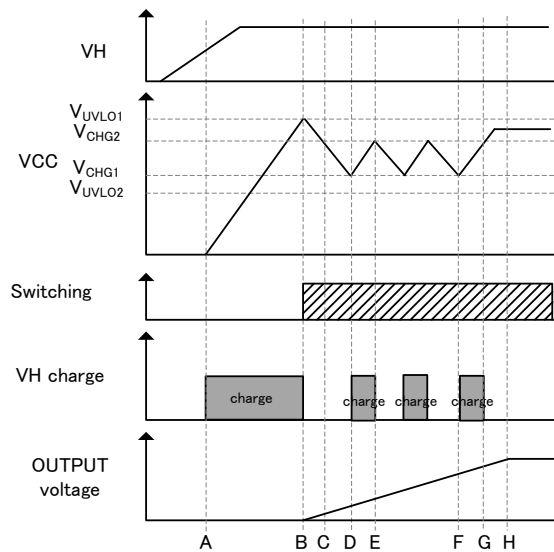 VH
VUVLO1
VCHG2
VCC
VCHG1
VUVLO2
Switching
VH charge
charge
charge
charge
charge
OUTPUT
voltage
A B C D E F G H